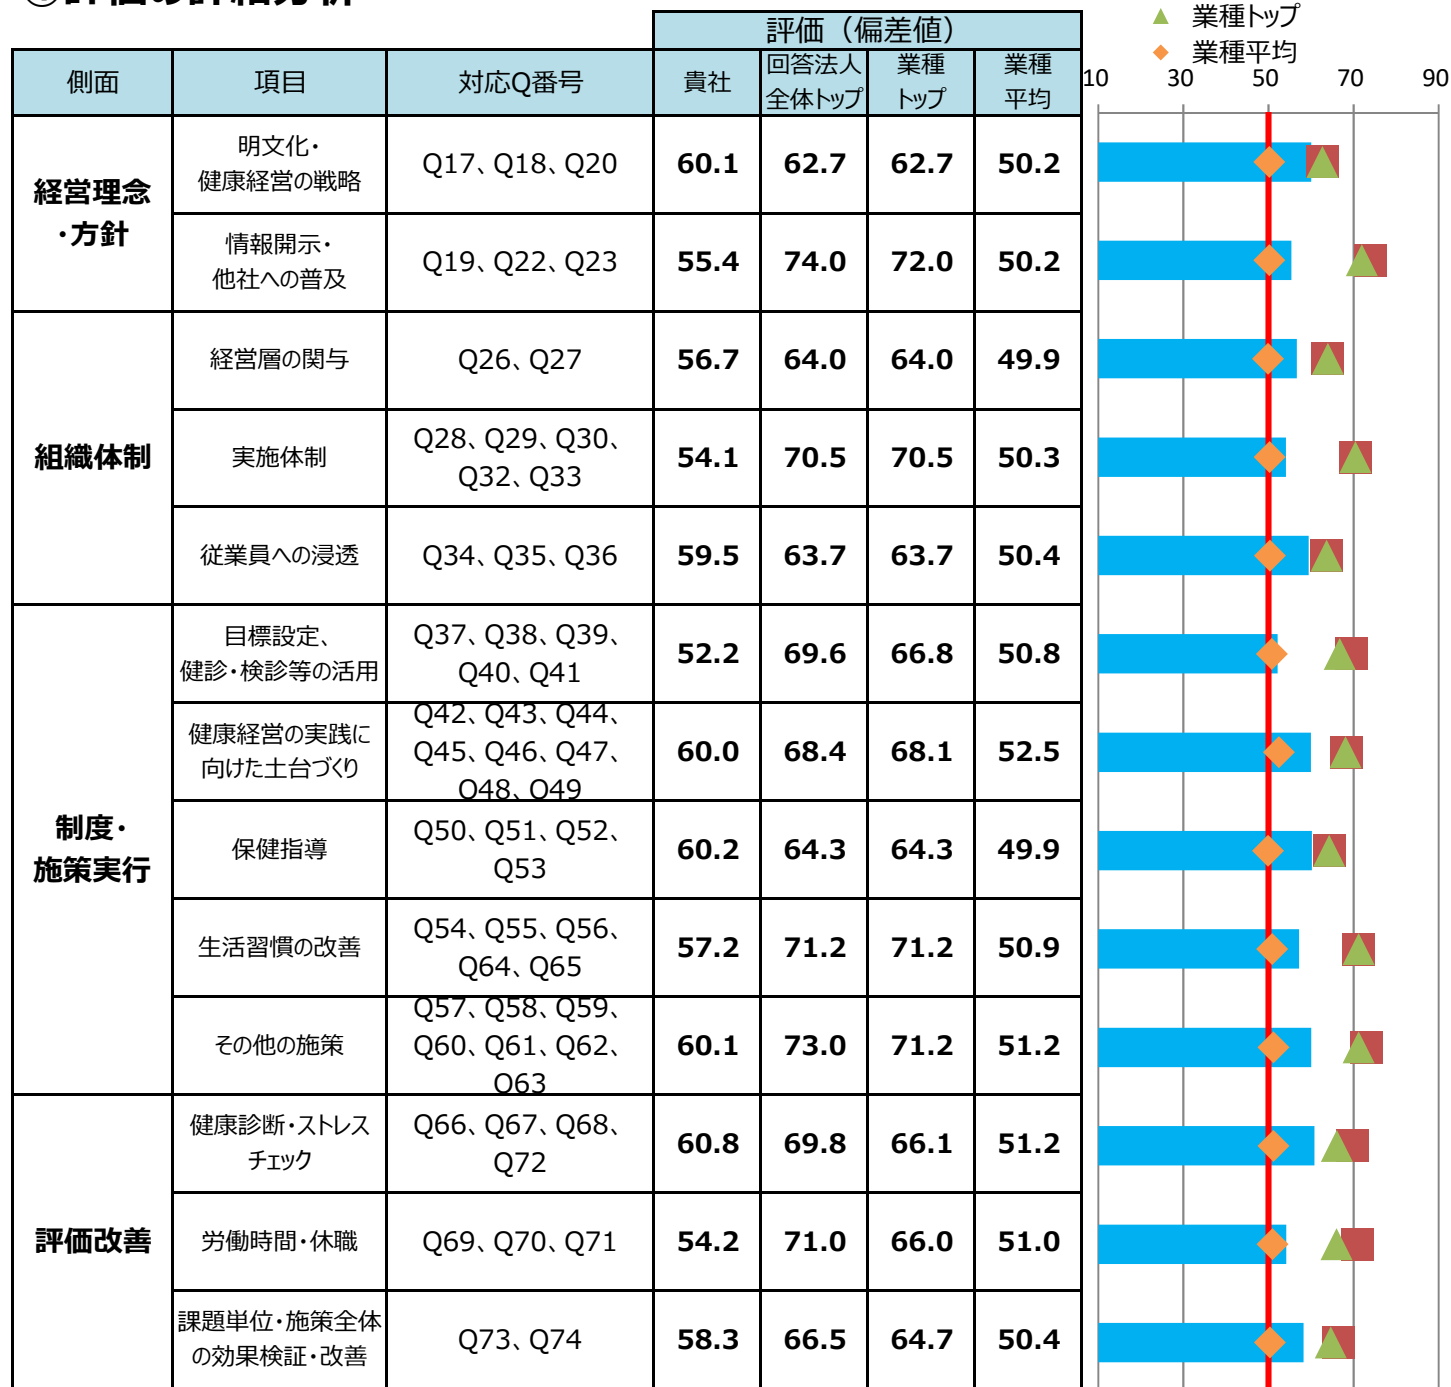 評価の詳細分析
▲ 業種トップ
◆ 業種平均
評価（偏差値）
側面 項目 対応Q番号 貴社 回答法人全体トップ 業種トップ 業種平均
10 30 50 70 90
経営理念・方針
明文化・健康経営の戦略 Q17、Q18、Q20 60.1 62.7 62.7 50.2
情報開示・他社への普及 Q19、Q22、Q23 55.4 74.0 72.0 50.2
組織体制
経営層の関与 Q26、Q27 56.7 64.0 64.0 49.9
実施体制 Q28、Q29、Q30、Q32、Q33 54.1 70.5 70.5 50.3
従業員への浸透 Q34、Q35、Q36 59.5 63.7 63.7 50.4
制度・施策実行
目標設定、健診・検診等の活用 Q37、Q38、Q39、Q40、Q41 52.2 69.6 66.8 50.8
健康経営の実践に向けた土台づくり Q42、Q43、Q44、Q45、Q46、Q47、Q48、Q49 60.0 68.4 68.1 52.5
保健指導 Q50、Q51、Q52、Q53 60.2 64.3 64.3 49.9
生活習慣の改善 Q54、Q55、Q56、Q64、Q65 57.2 71.2 71.2 50.9
その他の施策 Q57、Q58、Q59、Q60、Q61、Q62、Q63 60.1 73.0 71.2 51.2
評価改善
健康診断・ストレスチェック Q66、Q67、Q68、Q72 60.8 69.8 66.1 51.2
労働時間・休職 Q69、Q70、Q71 54.2 71.0 66.0 51.0
課題単位・施策全体の効果検証・改善 Q73、Q74 58.3 66.5 64.7 50.4